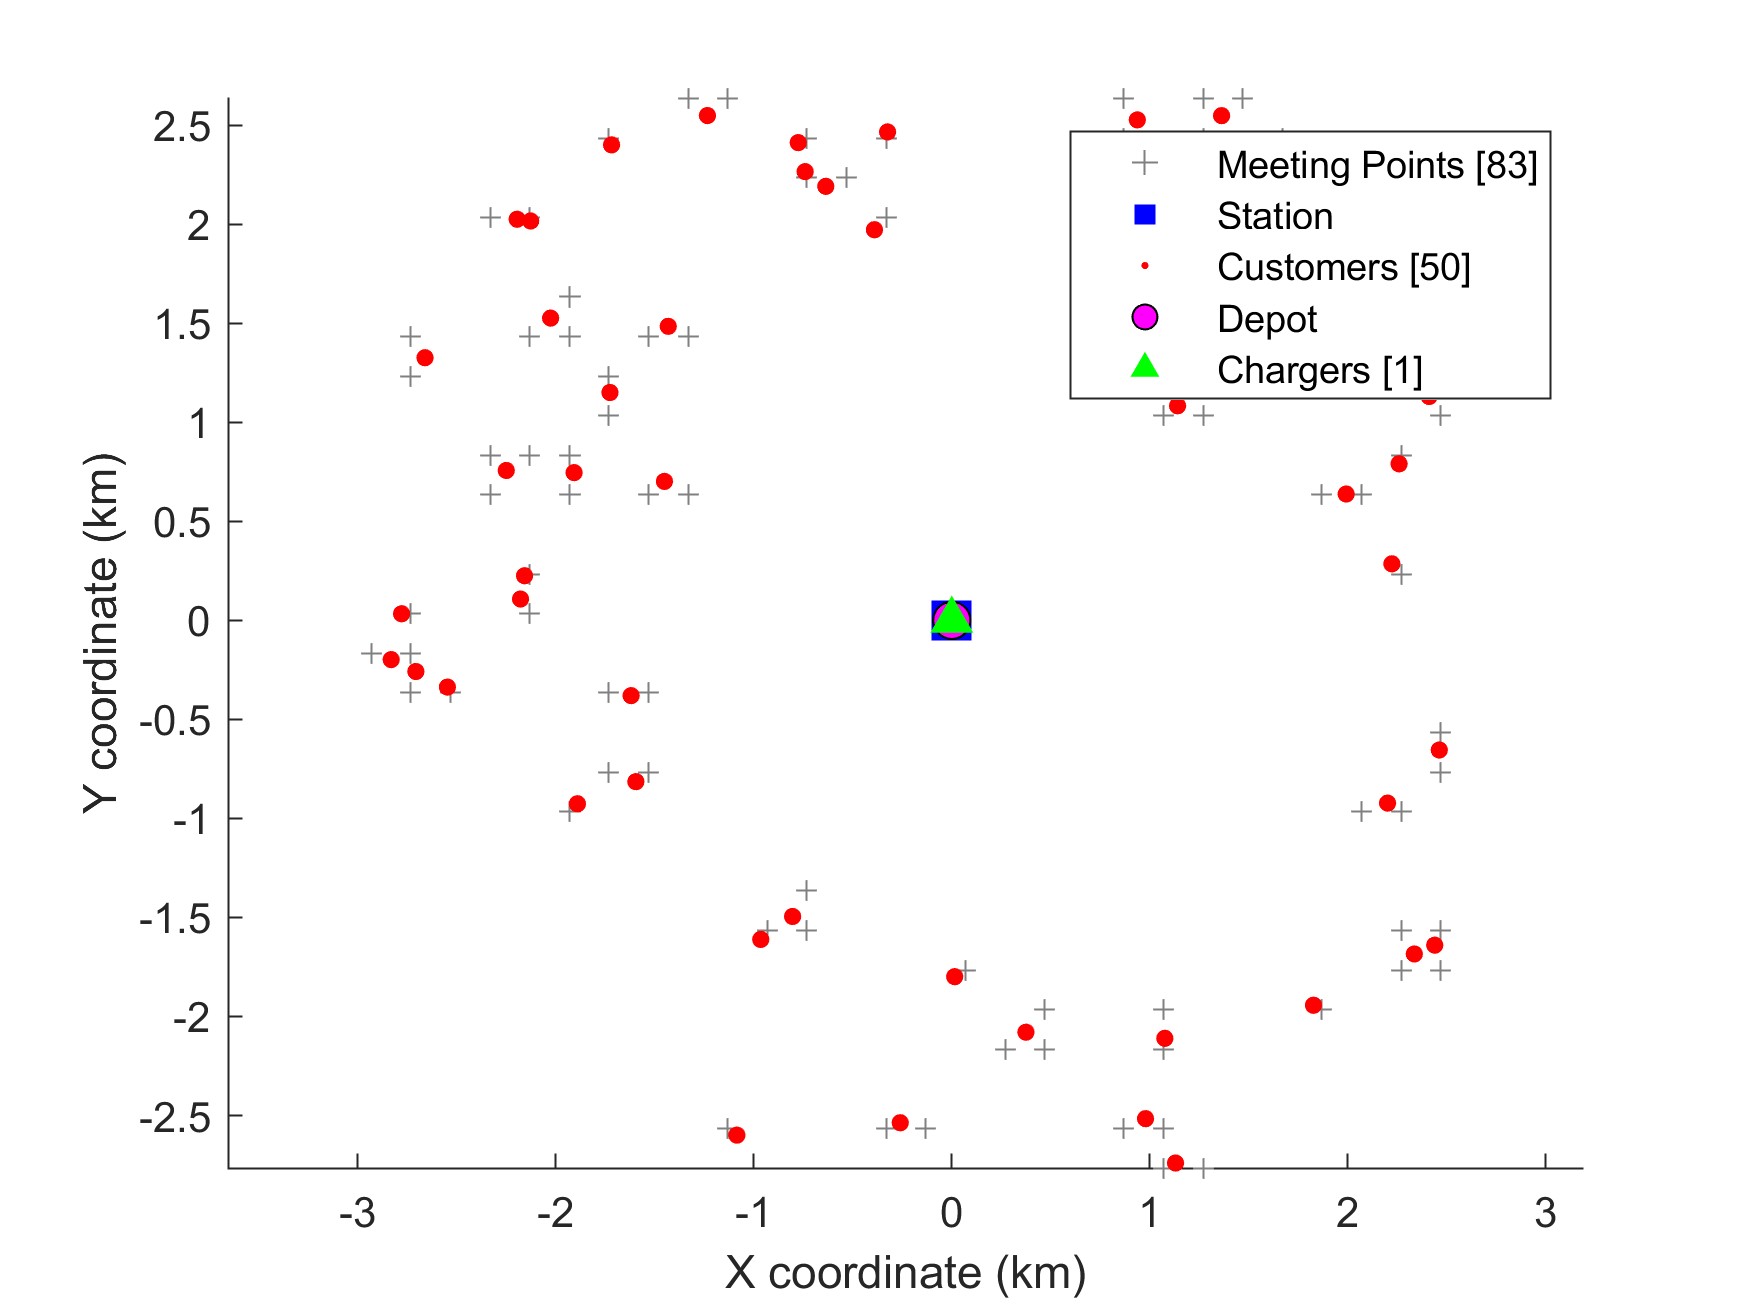 2.5
2
1.5
1
0.5
0
-0.5
-1
-1.5
-2
-2.5
Y coordinate (km)
Meeting Points [83]
Station
Customers [50]
Depot
Chargers [1]
-3 -2 -1 0 1 2 3
X coordinate (km)